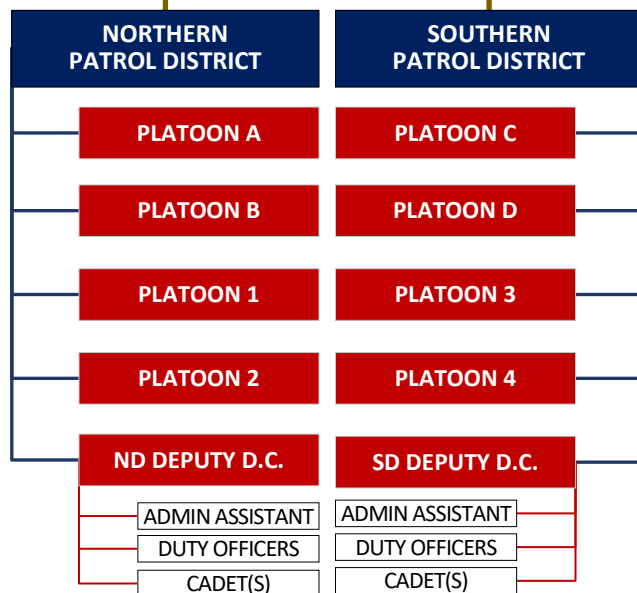 NORTHERN
PATROL DISTRICT
PLATOON A
PLATOON B
PLATOON 1
PLATOON 2
ND DEPUTY D.C.
ADMIN ASSISTANT
DUTY OFFICERS
CADET(S)
SOUTHERN
PATROL DISTRICT
PLATOON C
PLATOON D
PLATOON 3
PLATOON 4
SD DEPUTY D.C.
ADMIN ASSISTANT
DUTY OFFICERS
CADET(S)